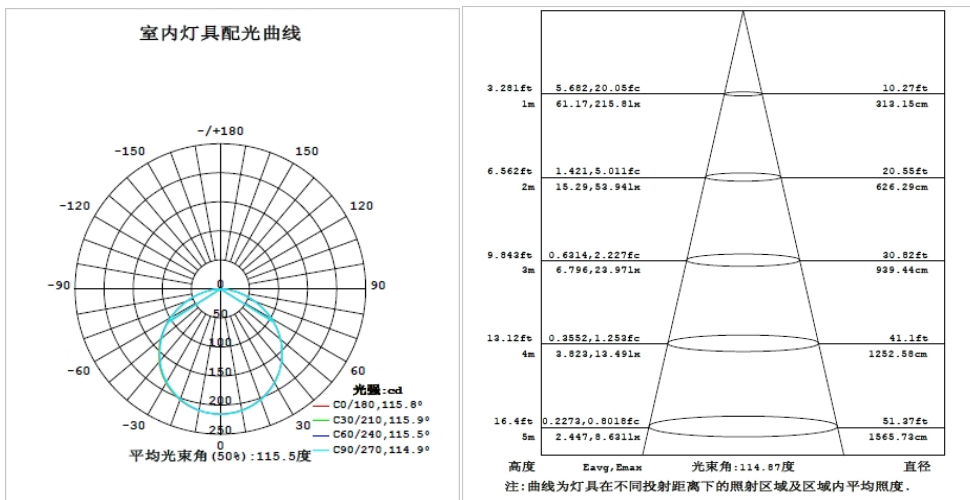 室内灯具配光曲线
-/+180
-150
150
-120
120
-90
0
90
50
-60
100
60
150
200
-30
250
30
0
光强:cd
C0/180,115.8°
C30/210,115.9°
C60/240,115.5°
C90/270,114.9°
平均光束角(50%):115.5度
3.281ft 5.682,20.05fc 10.27ft
1m 61.17,215.81x 313.15cm
6.562ft 1.421,5.011fc 20.55ft
2m 15.29,53.941x 626.29cm
9.843ft 0.6314,2.227fc 30.82ft
3m 6.796,23.971x 939.44cm
13.12ft 0.3552,1.253fc 41.1ft
4m 3.823,13.491x 1252.58cm
16.4ft 0.2273,0.8018fc 51.37ft
5m 2.447,8.6311x 1565.73cm
高度 Eavg,Emax 光束角:114.87度 直径
注:曲线为灯具在不同投射距离下的照射区域及区域内平均照度.